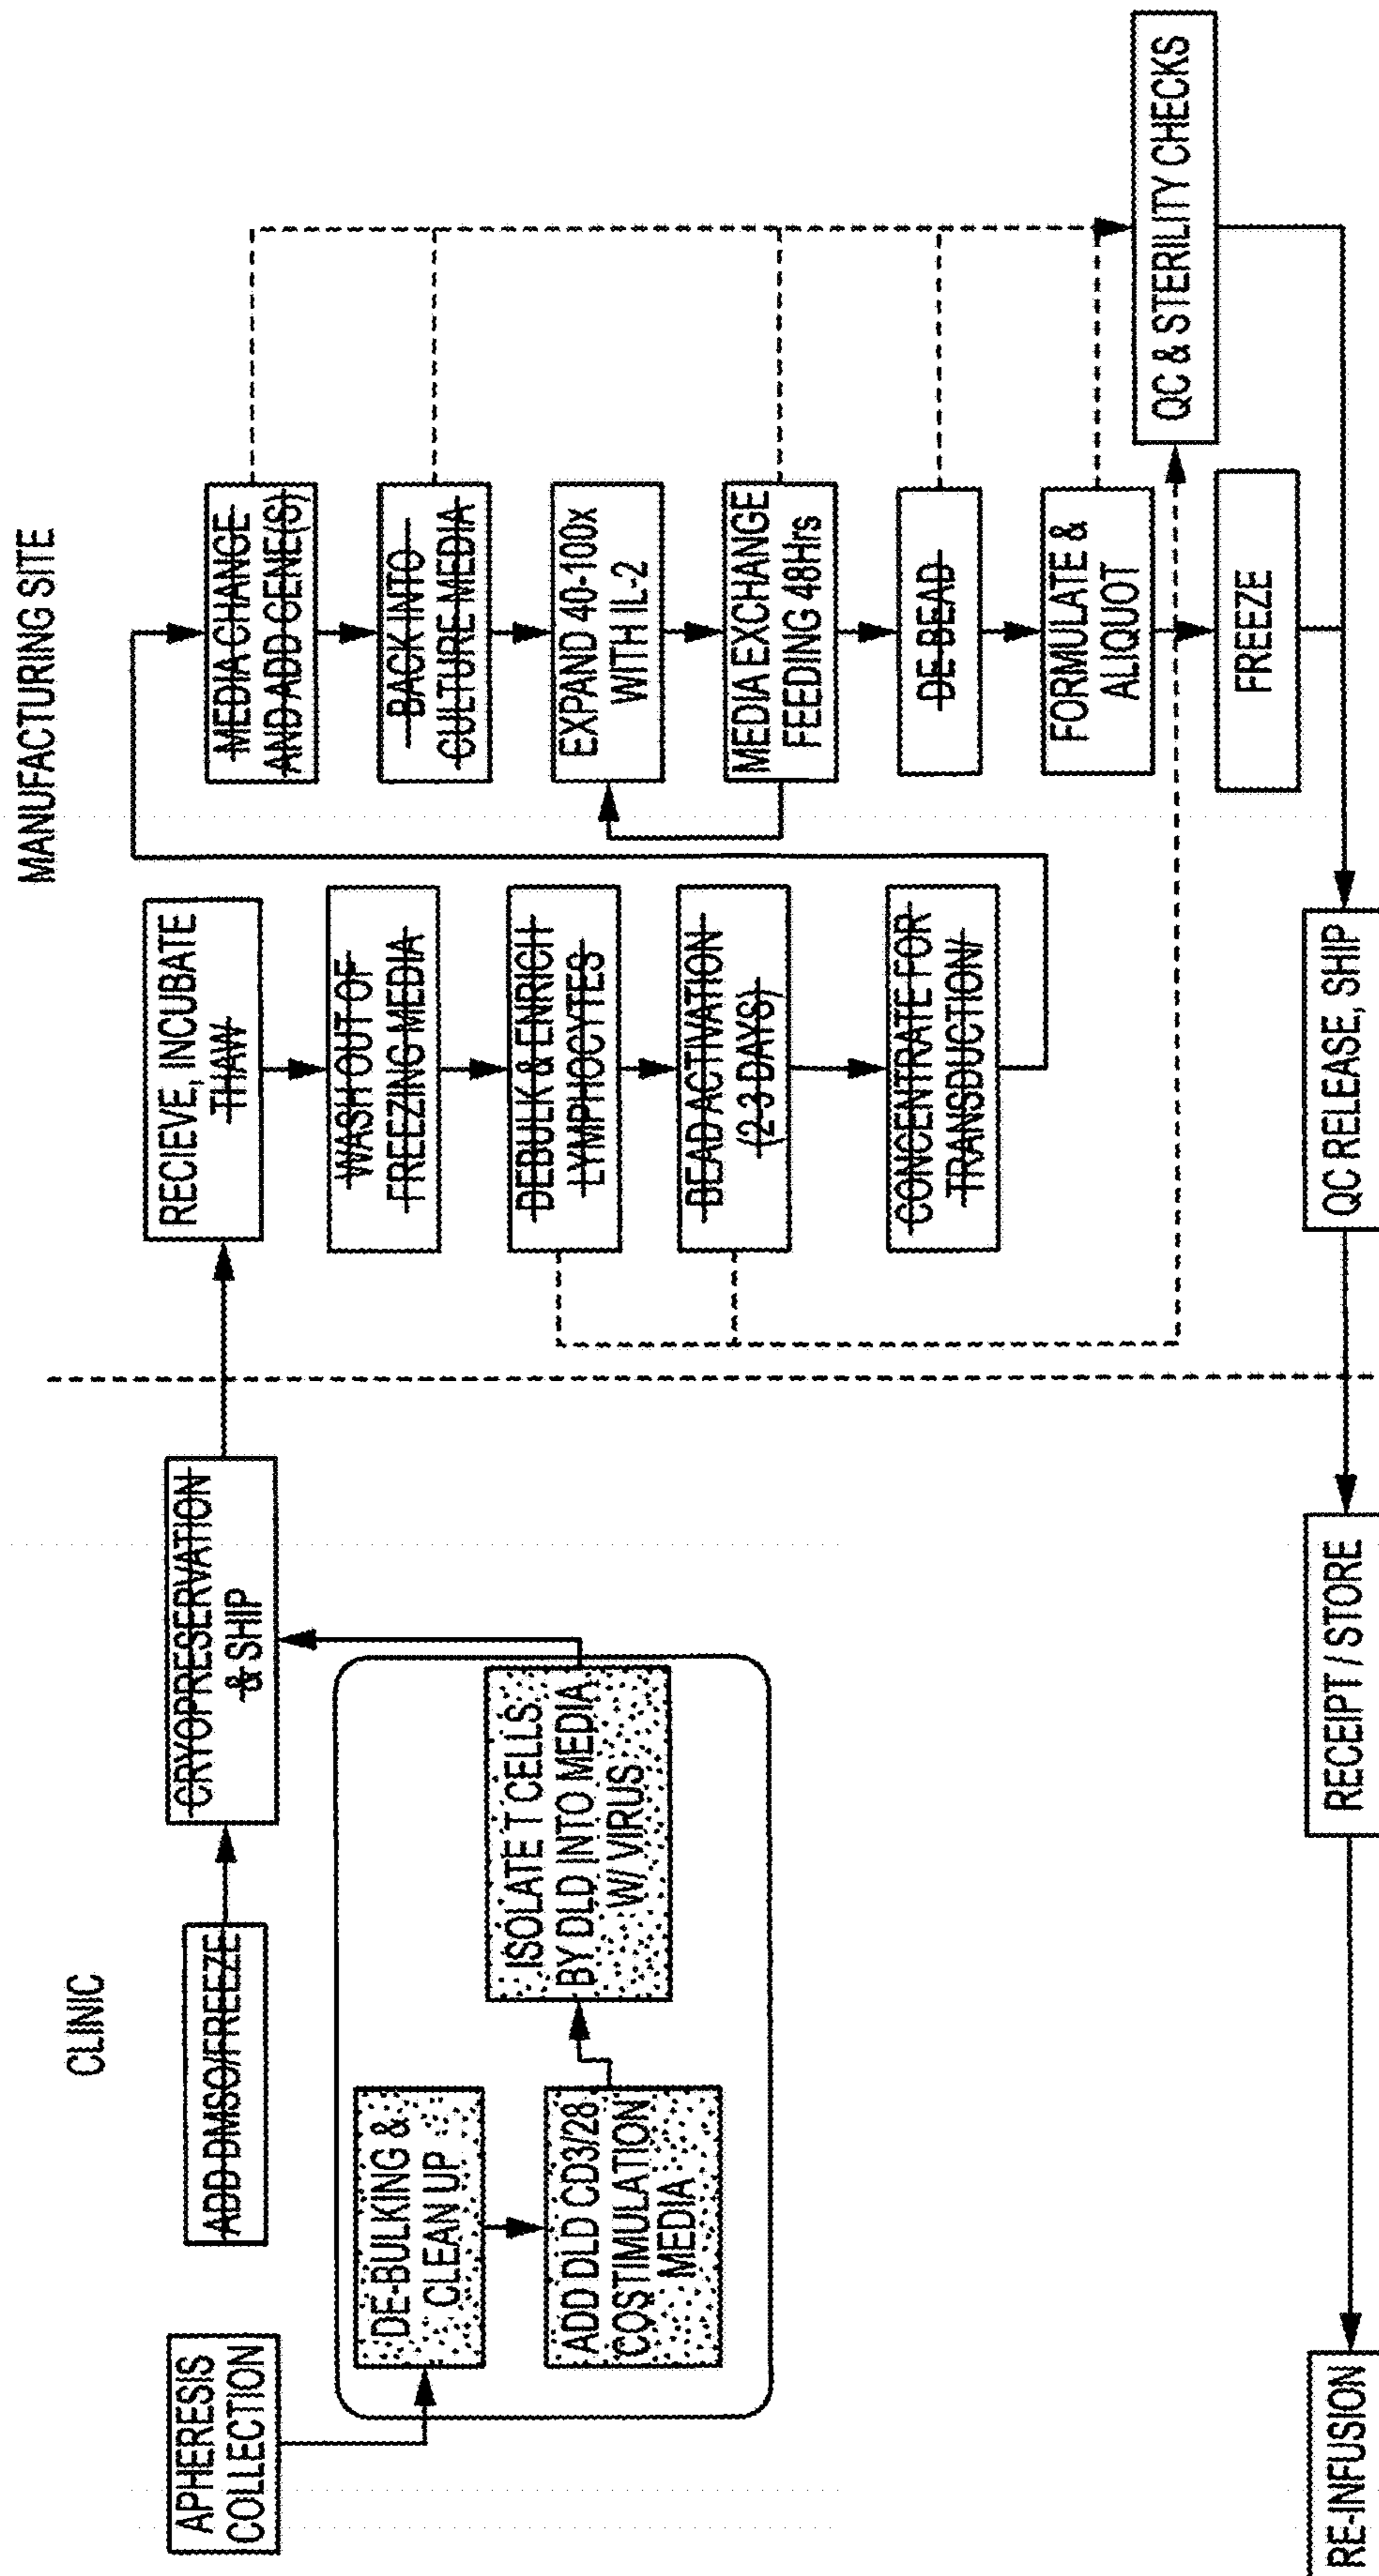 CLINIC
MANUFACTURING SITE
APHERESIS
COLLECTION
ADD DMSO/FREEZE
CRYOPRESERVATION
& SHIP
DE-BULKING &
CLEAN UP
ADD DLD CD3/28
COSTIMULATION
MEDIA
ISOLATE T CELLS
BY DLD INTO MEDIA
W/ VIRUS
RECIEVE, INCUBATE
THAW
WASH OUT OF
FREEZING MEDIA
DEBULK & ENRICH
LYMPHOCYTES
BEAD ACTIVATION
(2-3 DAYS)
CONCENTRATE FOR
TRANSDUCTION/
MEDIA CHANGE
AND ADD GENE(S)
BACK INTO
CULTURE MEDIA
EXPAND 40-100x
WITH IL-2
MEDIA EXCHANGE
FEEDING 48Hrs
DE BEAD
FORMULATE &
ALIQUOT
FREEZE
QC & STERILITY CHECKS
QC RELEASE, SHIP
RECEIPT / STORE
RE-INFUSION